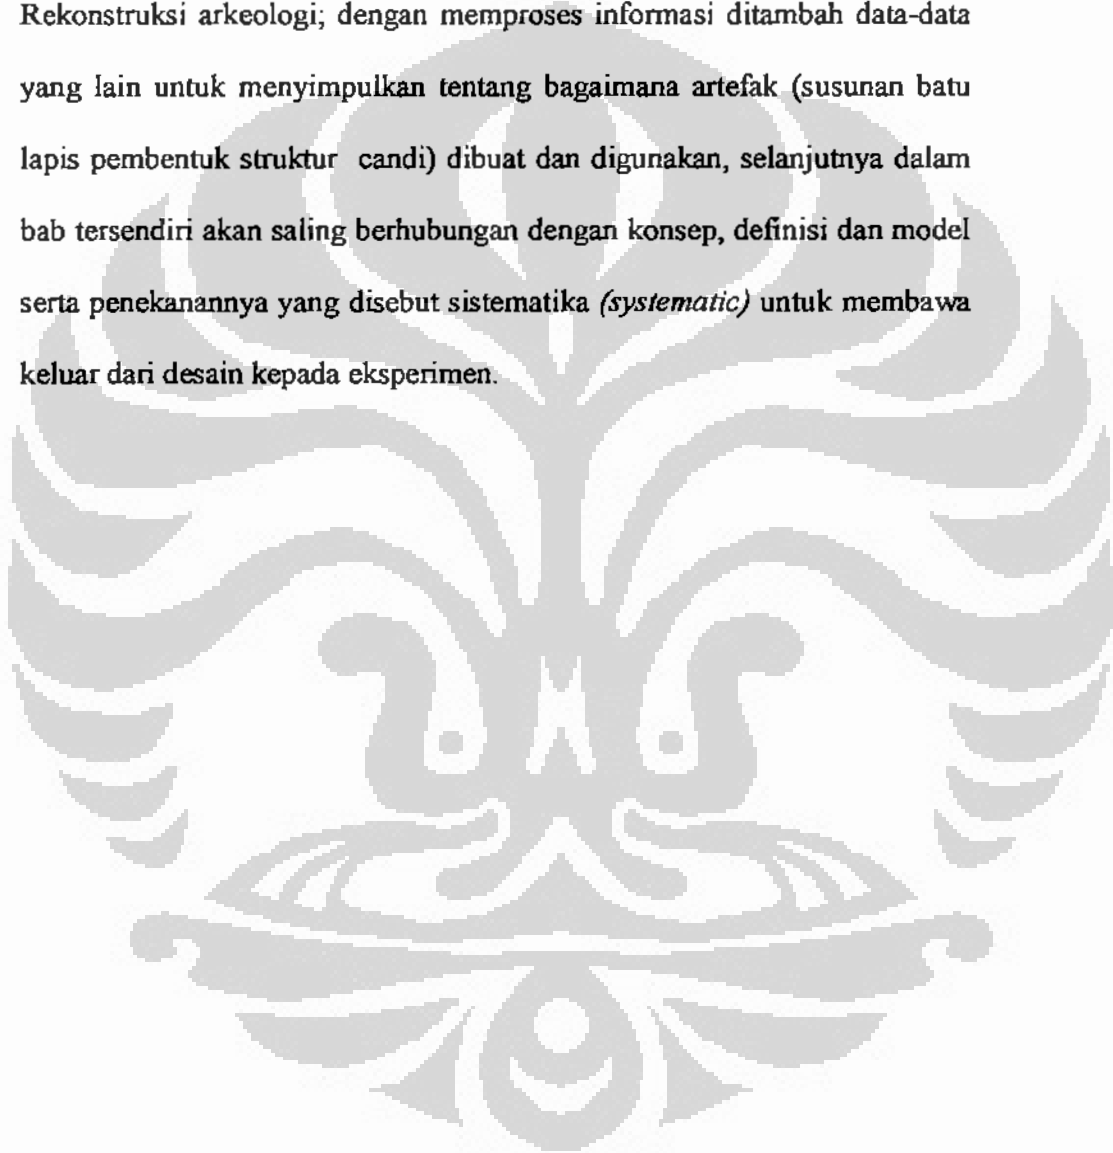 Rekonstruksi arkeologi; dengan memproses informasi ditambah data-data
yang lain untuk menyimpulkan tentang bagaimana artefak (susunan batu
lapis pembentuk struktur candi) dibuat dan digunakan, selanjutnya dalam
bab tersendiri akan saling berhubungan dengan konsep, definisi dan model
serta penekanannya yang disebut sistematika (systematic) untuk membawa
keluar dari desain kepada eksperimen.